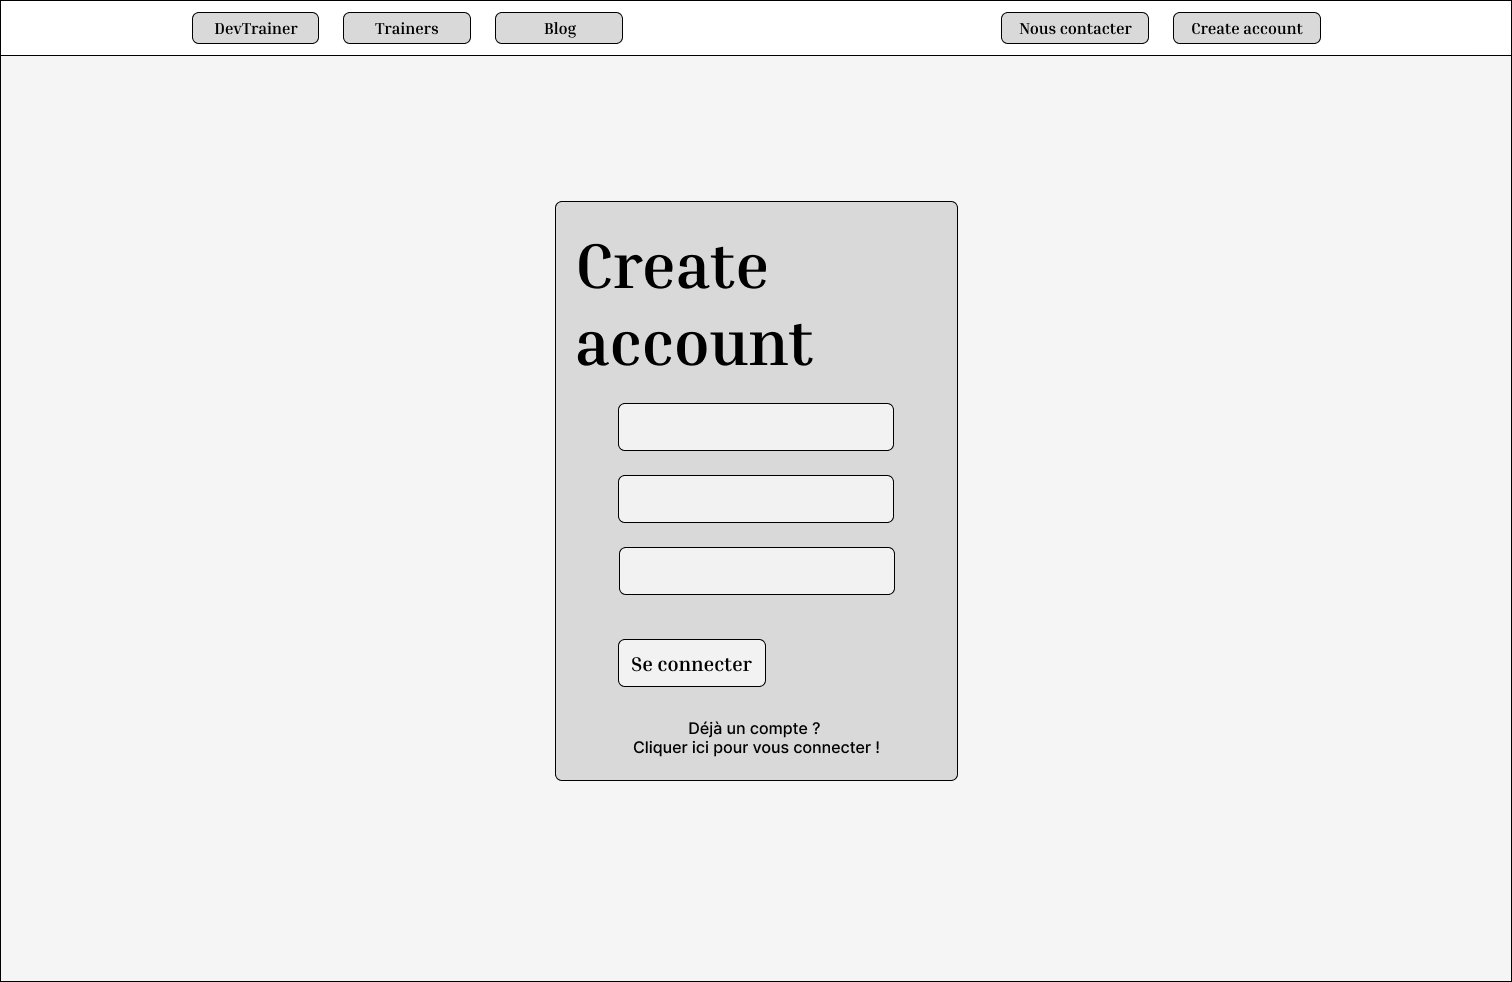 DevTrainer
Trainers
Blog
Nous contacter
Create account
Create
account
Se connecter
Déjà un compte ?
Cliquer ici pour vous connecter !